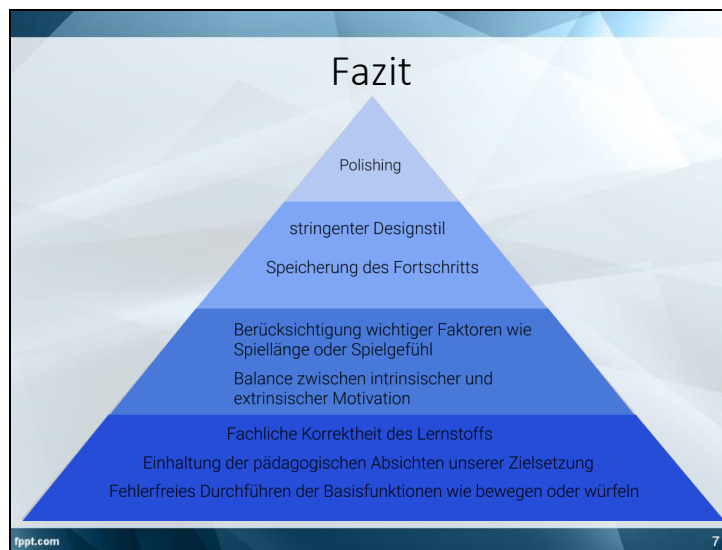 Fazit
Polishing
stringenter Designstil
Speicherung des Fortschritts
Berücksichtigung wichtiger Faktoren wie
Spiellänge oder Spielgefühl
Balance zwischen intrinsischer und
extrinsischer Motivation
Fachliche Korrektheit des Lernstoffs
Einhaltung der pädagogischen Absichten unserer Zielsetzung
Fehlerfreies Durchführen der Basisfunktionen wie bewegen oder würfeln
fppt.com
7